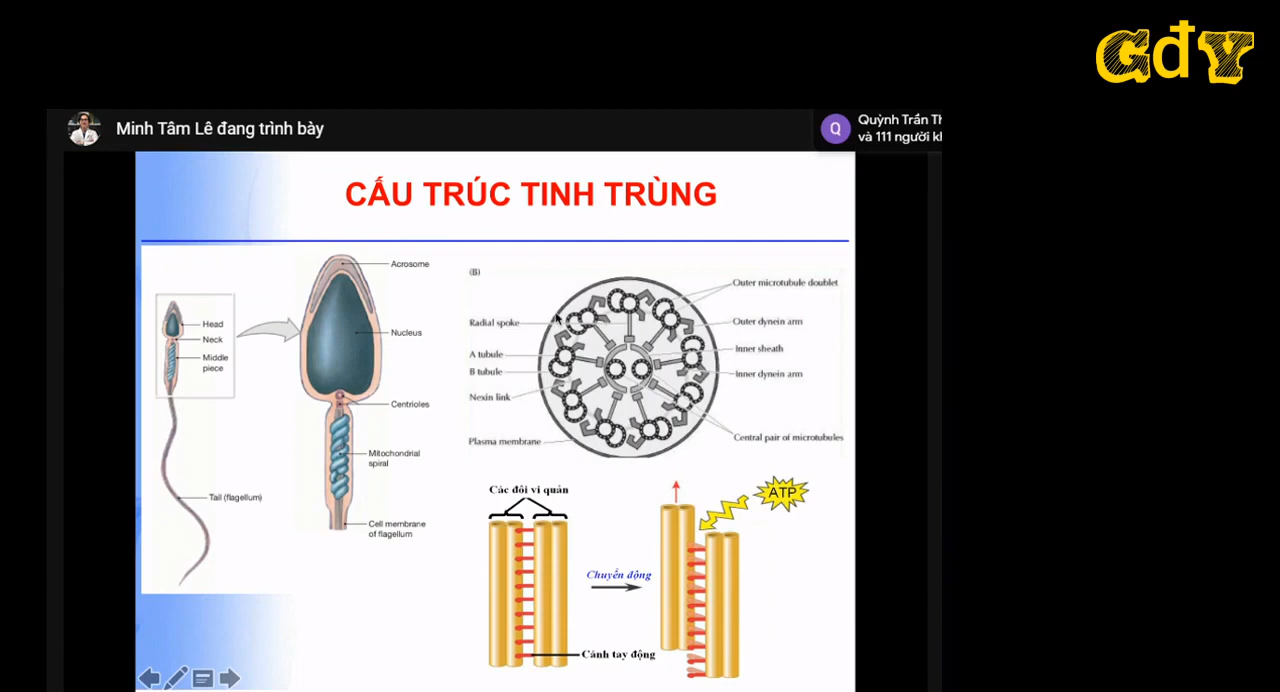 GđY
Minh Tâm Lê đang trình bày
Q
Quỳnh Trần Th
và 111 người kh
CẤU TRÚC TINH TRÙNG
Head
Neck
Middle
piece
Tail (flagellum)
Acrosome
Nucleus
Centrioles
Mitochondrial
spiral
Cell membrane
of flagellum
(B)
Radial spoke
A tubule
B tubule
Nexin link
Plasma membrane
Outer microtubule doublet
Outer dynein arm
Inner sheath
Inner dynein arm
Central pair of microtubules
Các đôi vi quản
Chuyển động
Cánh tay động
ATP